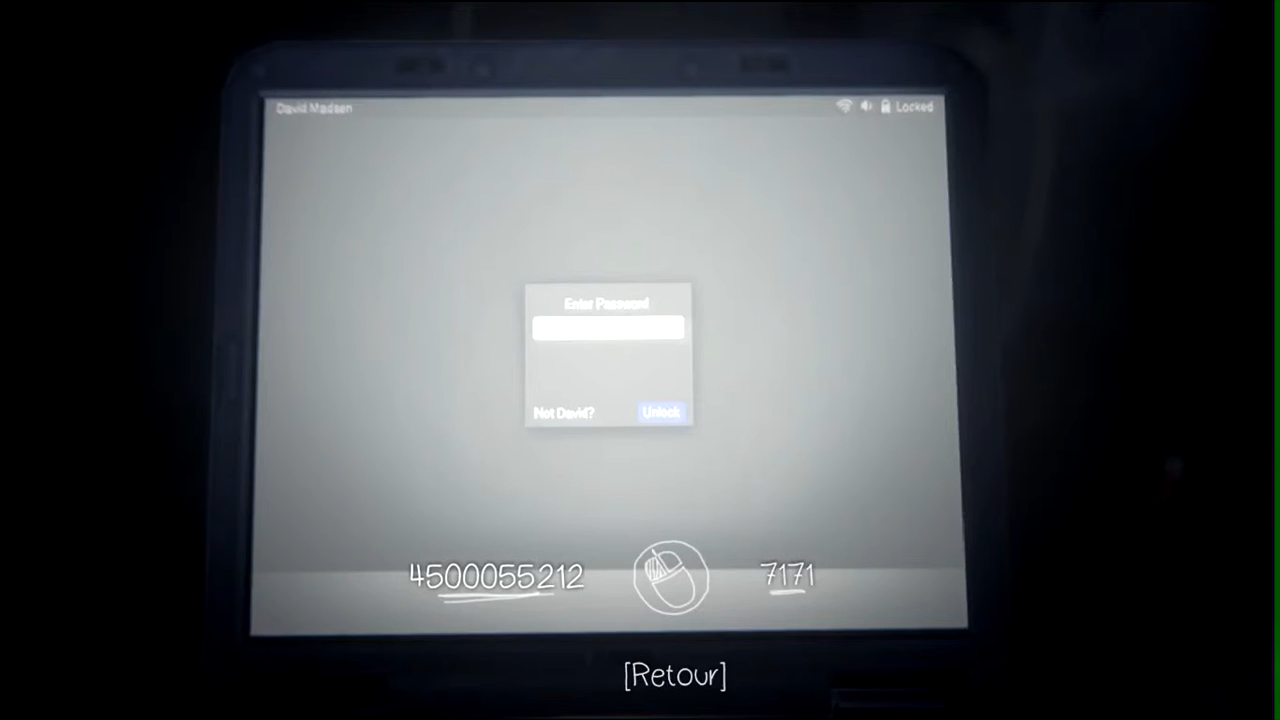 David Madsen
Locked
Enter Password
Not David?
Unlock
4500055212
7171
[Retour]